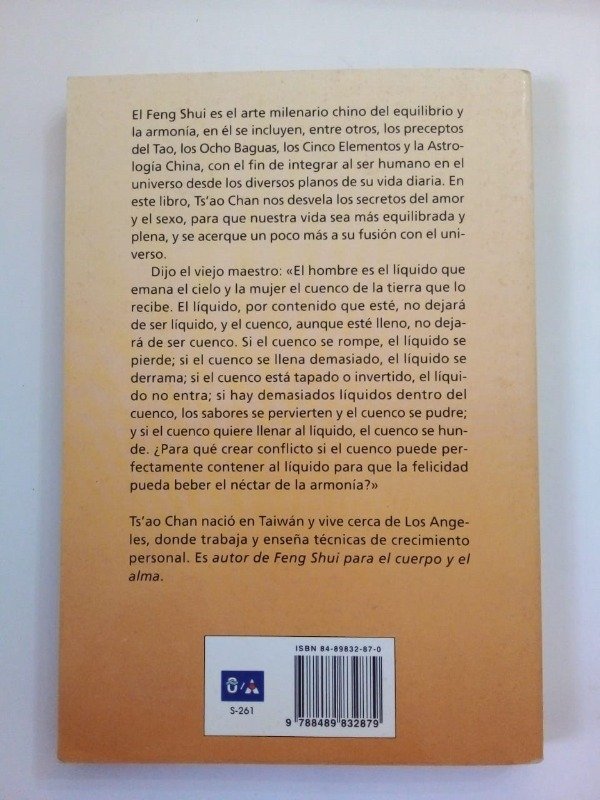 El Feng Shui es el arte milenario chino del equilibrio y
la armonía, en él se incluyen, entre otros, los preceptos
del Tao, los Ocho Baguas, los Cinco Elementos y la Astro-
logía China, con el fin de integrar al ser humano en el
universo desde los diversos planos de su vida diaria. En
este libro, Ts'ao Chan nos desvela los secretos del amor
y el sexo, para que nuestra vida sea más equilibrada y
plena, y se acerque un poco más a su fusión con el uni-
verso.
Dijo el viejo maestro: «El hombre es el líquido que
emana el cielo y la mujer el cuenco de la tierra que lo
recibe. El líquido, por contenido que esté, no dejará
de ser líquido, y el cuenco, aunque esté lleno, no deja-
rá de ser cuenco. Si el cuenco se rompe, el líquido se
pierde; si el cuenco se llena demasiado, el líquido se
derrama; si el cuenco está tapado o invertido, el líqui-
do no entra; si hay demasiados líquidos dentro del
cuenco, los sabores se pervierten y el cuenco se pudre;
y si el cuenco quiere llenar al líquido, el cuenco se hun-
de. ¿Para qué crear conflicto si el cuenco puede per-
fectamente contener al líquido para que la felicidad
pueda beber el néctar de la armonía?»
Ts'ao Chan nació en Taiwán y vive cerca de Los Ange-
les, donde trabaja y enseña técnicas de crecimiento
personal. Es autor de Feng Shui para el cuerpo y el
alma.
ISBN 84-89832-87-0
S-261
9 788489 832879